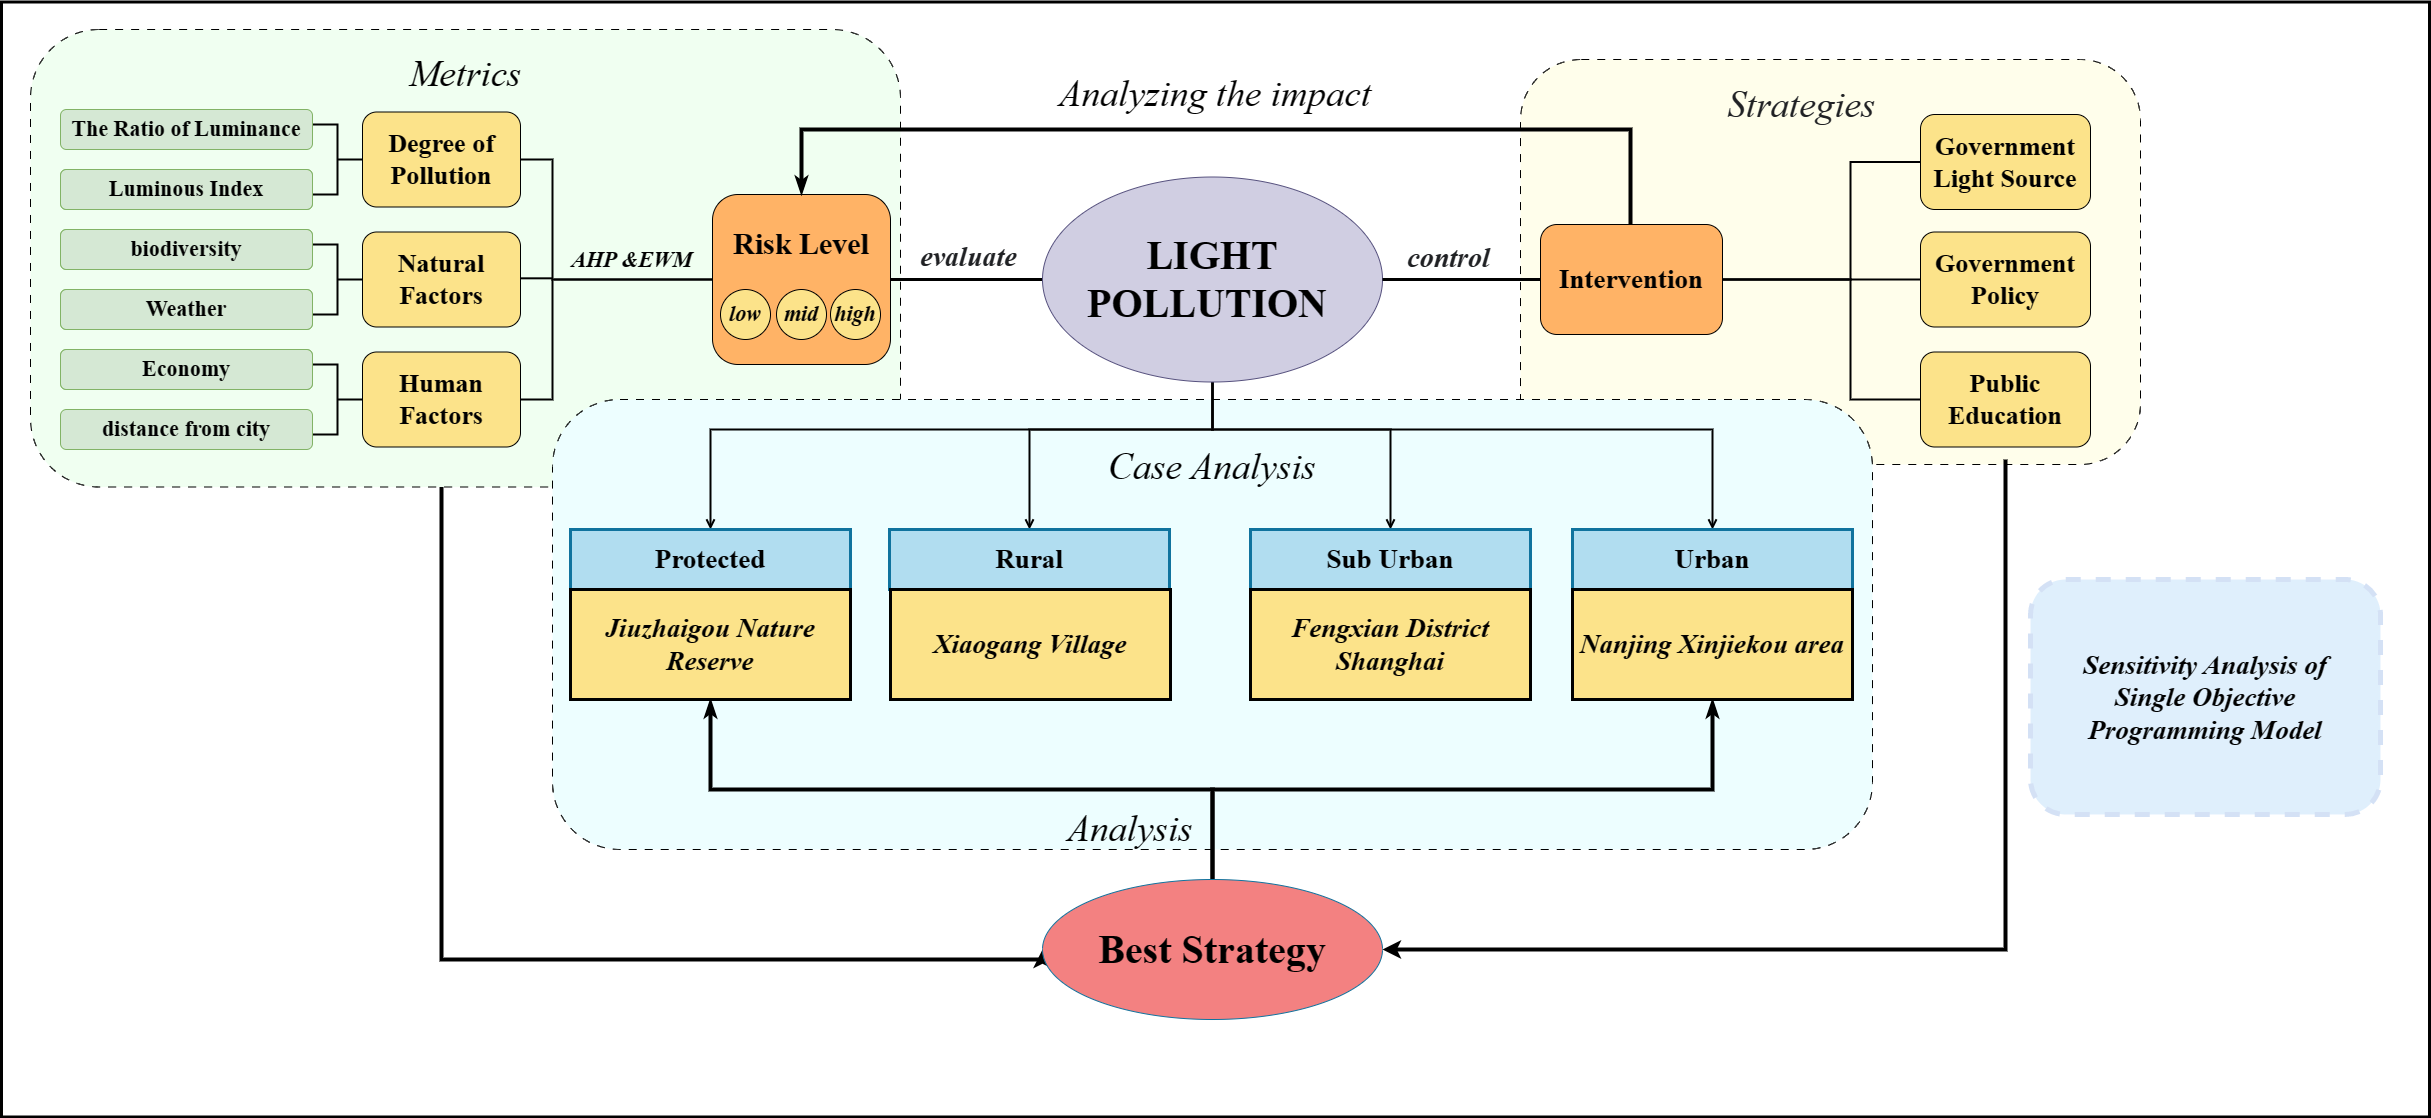 Metrics
The Ratio of Luminance
Luminous Index
biodiversity
Weather
Economy
distance from city
Degree of
Pollution
Natural
Factors
Human
Factors
AHP &EWM
Risk Level
low
mid
high
evaluate
Analyzing the impact
LIGHT
POLLUTION
control
Strategies
Intervention
Government
Light Source
Government
Policy
Public
Education
Case Analysis
Protected
Jiuzhaigou Nature
Reserve
Rural
Xiaogang Village
Sub Urban
Fengxian District
Shanghai
Urban
Nanjing Xinjiekou area
Sensitivity Analysis of
Single Objective
Programming Model
Analysis
Best Strategy